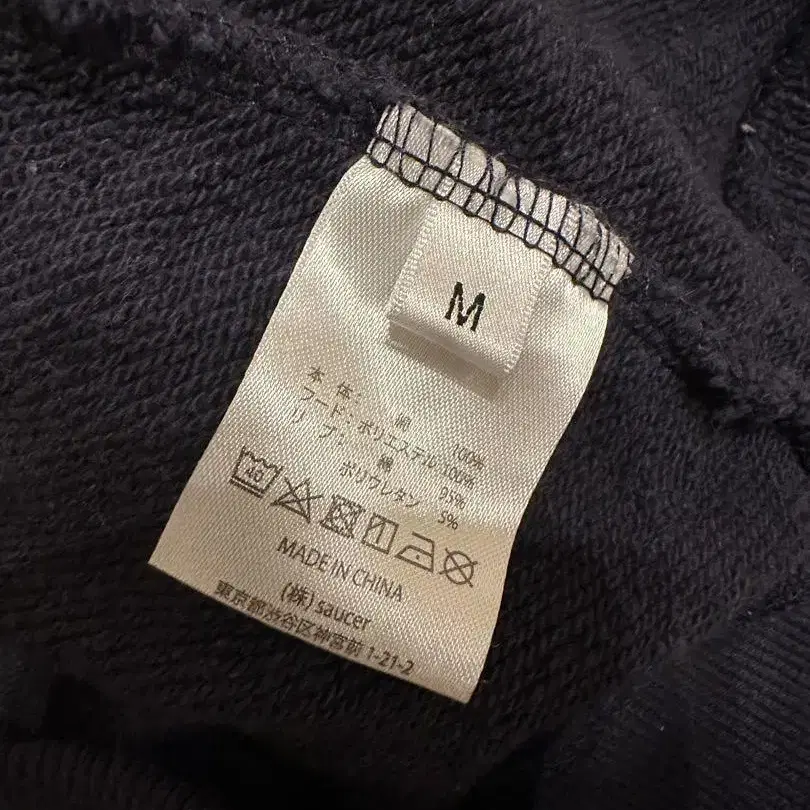 M
本体: 綿 100%
フード・ポリエステル 100%
リブ: 綿 95%
ポリウレタン 5%
40
MADE IN CHINA
(株) saucer
東京都渋谷区神宮前 1-21-2